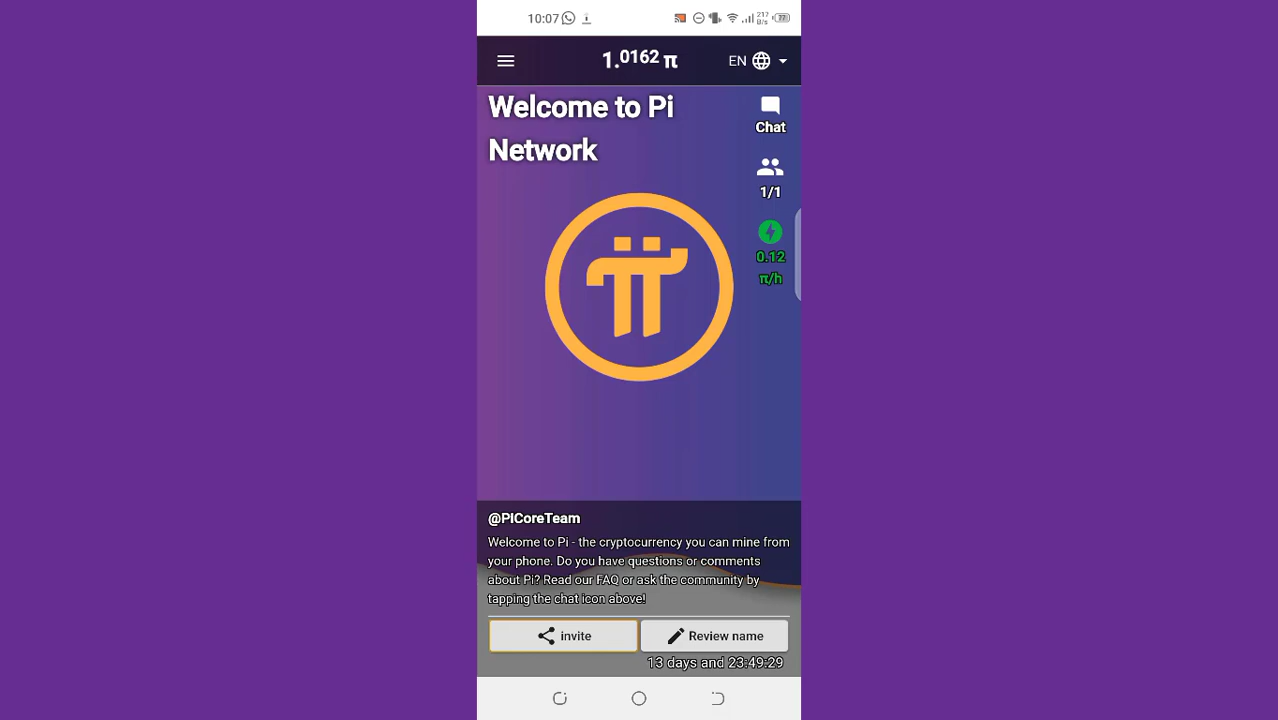 10:07
217
B/s
77
1.0162 π
EN
Welcome to Pi
Network
Chat
1/1
0.12
π/h
@PiCoreTeam
Welcome to Pi - the cryptocurrency you can mine from
your phone. Do you have questions or comments
about Pi? Read our FAQ or ask the community by
tapping the chat icon above!
invite
Review name
13 days and 23:49:29